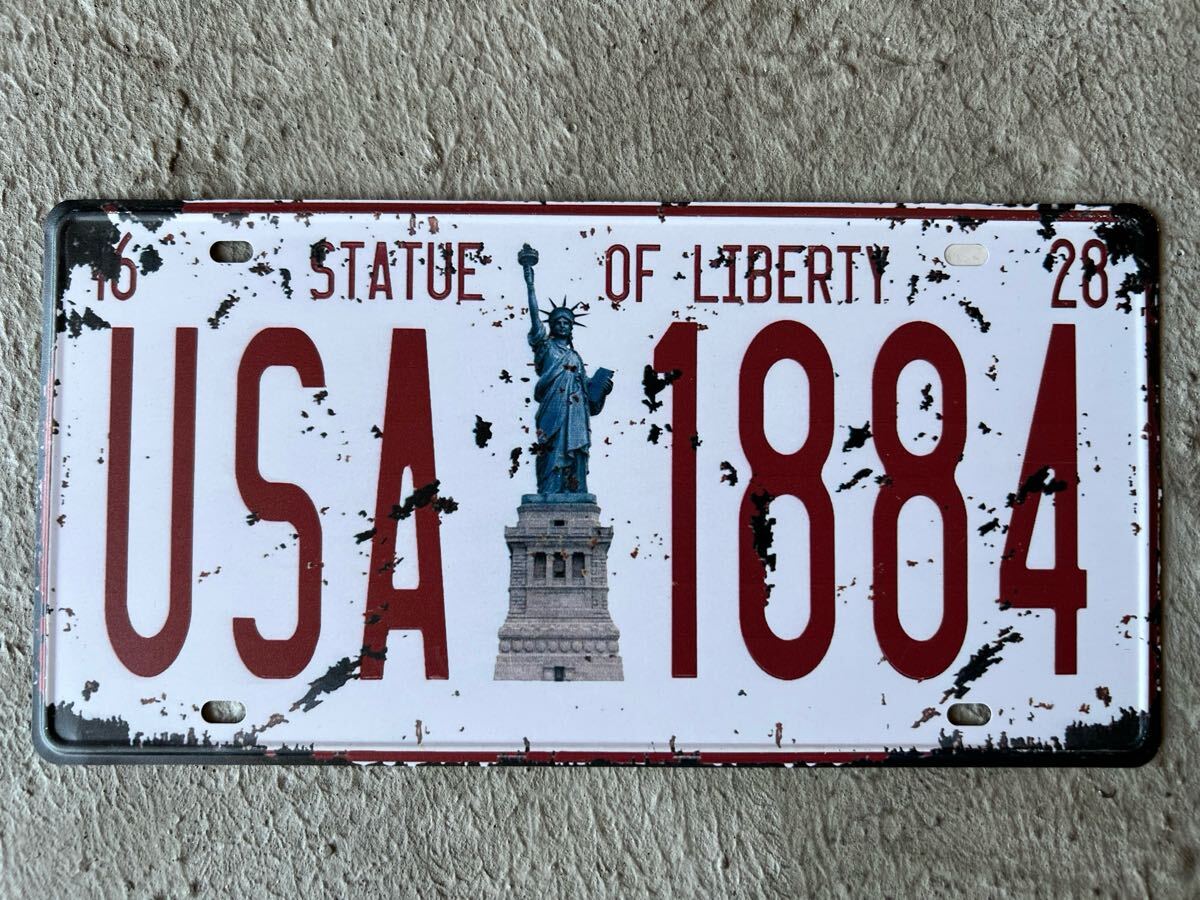 16 STATUE OF LIBERTY 28
USA 1884